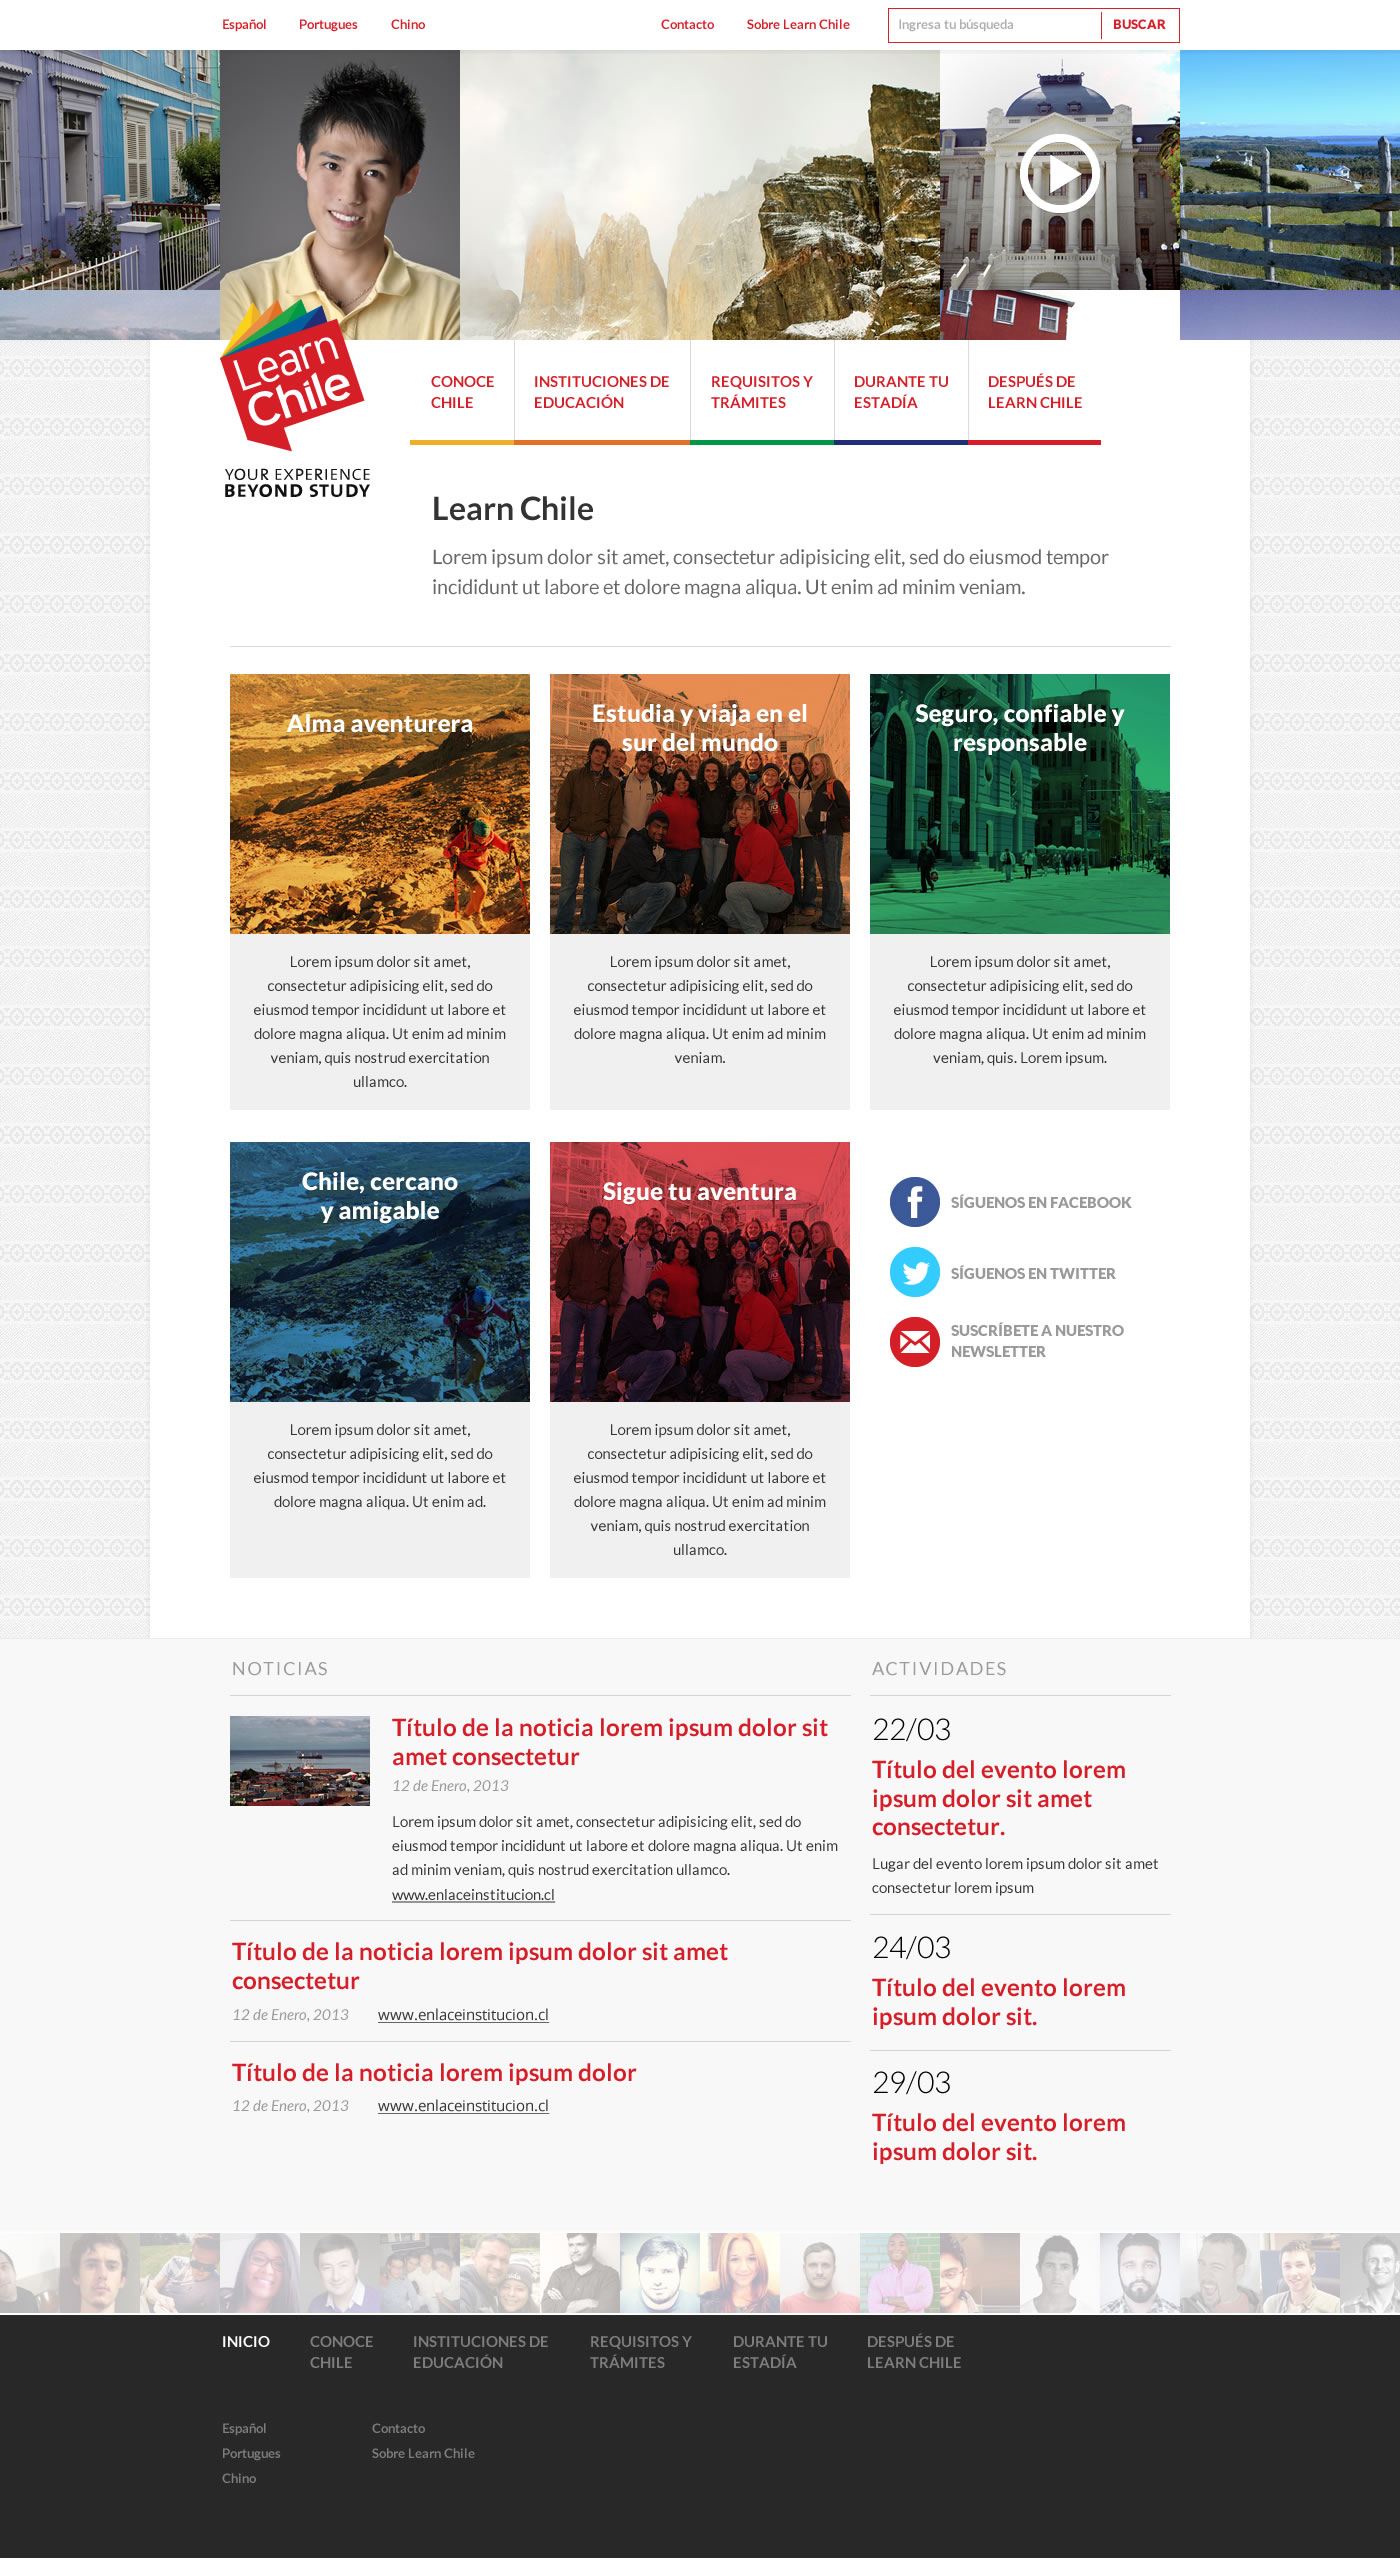 Español Portugues Chino Contacto Sobre Learn Chile Ingresa tu búsqueda BUSCAR
Learn
Chile
YOUR EXPERIENCE
BEYOND STUDY
CONOCE
CHILE
INSTITUCIONES DE
EDUCACIÓN
REQUISITOS Y
TRÁMITES
DURANTE TU
ESTADÍA
DESPUÉS DE
LEARN CHILE
Learn Chile
Lorem ipsum dolor sit amet, consectetur adipisicing elit, sed do eiusmod tempor
incididunt ut labore et dolore magna aliqua. Ut enim ad minim veniam.
Alma aventurera
Lorem ipsum dolor sit amet,
consectetur adipisicing elit, sed do
eiusmod tempor incididunt ut labore et
dolore magna aliqua. Ut enim ad minim
veniam, quis nostrud exercitation
ullamco.
Estudia y viaja en el
sur del mundo
Lorem ipsum dolor sit amet,
consectetur adipisicing elit, sed do
eiusmod tempor incididunt ut labore et
dolore magna aliqua. Ut enim ad minim
veniam.
Seguro, confiable y
responsable
Lorem ipsum dolor sit amet,
consectetur adipisicing elit, sed do
eiusmod tempor incididunt ut labore et
dolore magna aliqua. Ut enim ad minim
veniam, quis. Lorem ipsum.
Chile, cercano
y amigable
Lorem ipsum dolor sit amet,
consectetur adipisicing elit, sed do
eiusmod tempor incididunt ut labore et
dolore magna aliqua. Ut enim ad.
Sigue tu aventura
Lorem ipsum dolor sit amet,
consectetur adipisicing elit, sed do
eiusmod tempor incididunt ut labore et
dolore magna aliqua. Ut enim ad minim
veniam, quis nostrud exercitation
ullamco.
SÍGUENOS EN FACEBOOK
SÍGUENOS EN TWITTER
SUSCRÍBETE A NUESTRO
NEWSLETTER
NOTICIAS
Título de la noticia lorem ipsum dolor sit
amet consectetur
12 de Enero, 2013
Lorem ipsum dolor sit amet, consectetur adipisicing elit, sed do
eiusmod tempor incididunt ut labore et dolore magna aliqua. Ut enim
ad minim veniam, quis nostrud exercitation ullamco.
www.enlaceinstitucion.cl
Título de la noticia lorem ipsum dolor sit amet
consectetur
12 de Enero, 2013 www.enlaceinstitucion.cl
Título de la noticia lorem ipsum dolor
12 de Enero, 2013 www.enlaceinstitucion.cl
ACTIVIDADES
22/03
Título del evento lorem
ipsum dolor sit amet
consectetur.
Lugar del evento lorem ipsum dolor sit amet
consectetur lorem ipsum
24/03
Título del evento lorem
ipsum dolor sit.
29/03
Título del evento lorem
ipsum dolor sit.
INICIO
CONOCE
CHILE
INSTITUCIONES DE
EDUCACIÓN
REQUISITOS Y
TRÁMITES
DURANTE TU
ESTADÍA
DESPUÉS DE
LEARN CHILE
Español
Portugues
Chino
Contacto
Sobre Learn Chile